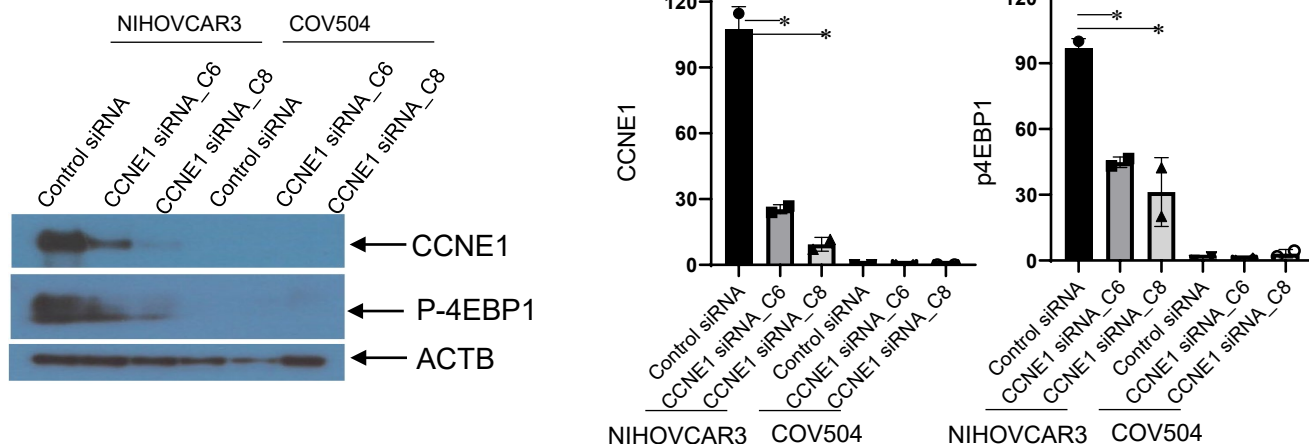 NIHOVCAR3 COV504
Control siRNA
CCNE1 siRNA_C6
CCNE1 siRNA_C8
Control siRNA
CCNE1 siRNA_C6
CCNE1 siRNA_C8
CCNE1
P-4EBP1
ACTB
CCNE1
120
90
60
30
0
*
*
Control siRNA
CCNE1 siRNA_C6
CCNE1 siRNA_C8
Control siRNA
CCNE1 siRNA_C6
CCNE1 siRNA_C8
NIHOVCAR3 COV504
p4EBP1
120
90
60
30
0
*
*
Control siRNA
CCNE1 siRNA_C6
CCNE1 siRNA_C8
Control siRNA
CCNE1 siRNA_C6
CCNE1 siRNA_C8
NIHOVCAR3 COV504